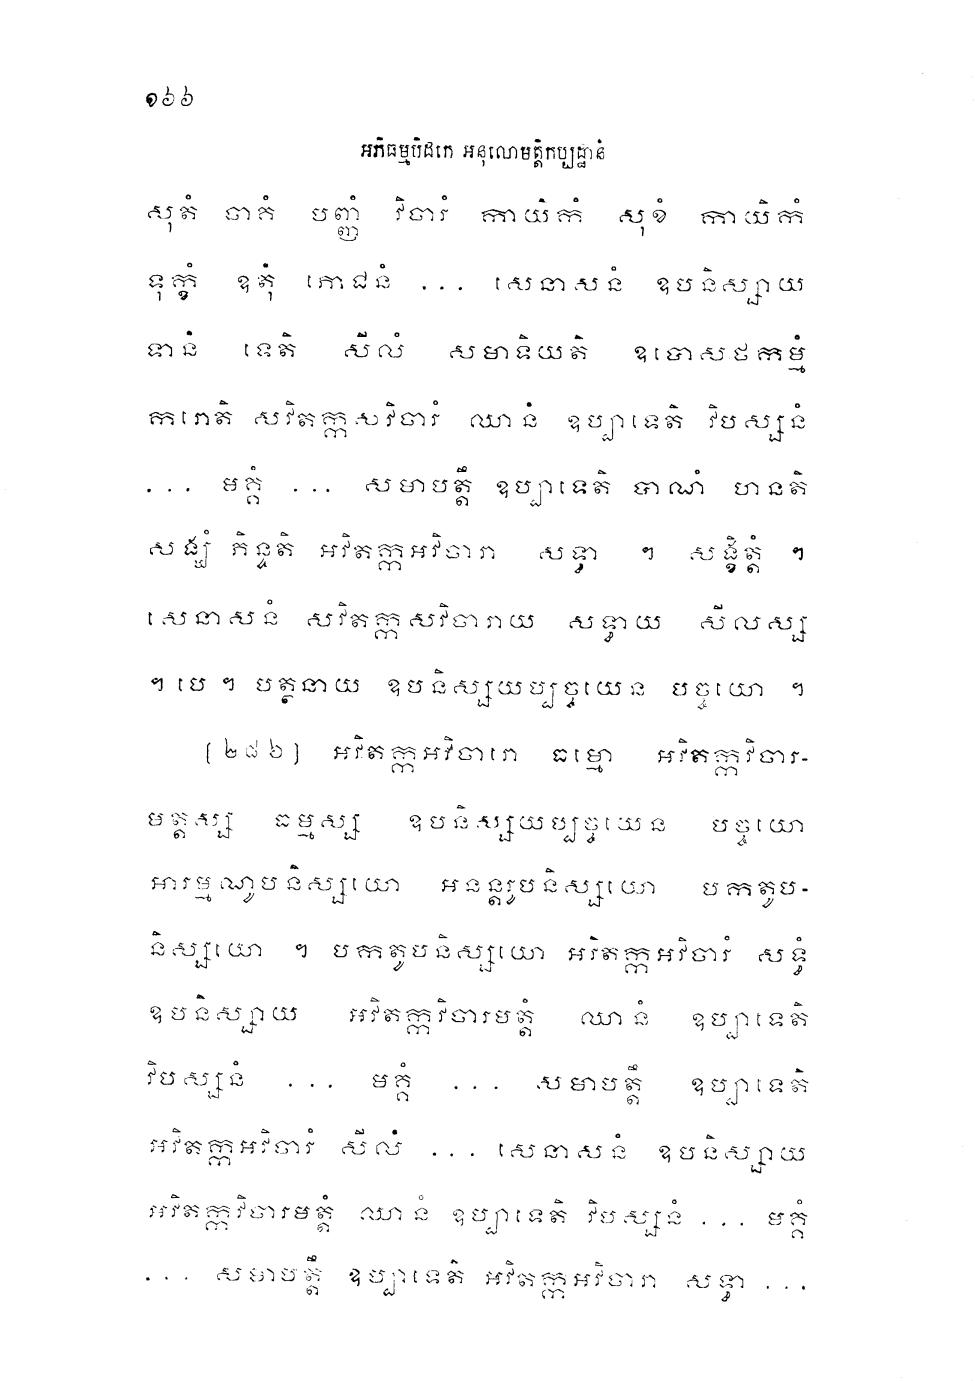 ១៦៦
អភិធម្មបិដកេ អនុលោមត្តិកប្បដ្ឋានំ
សុតំ ចាគំ បញ្ញំ វិចារំ កាយិកំ សុខំ កាយិកំ
ទុក្ខំ ឧតុំ ភោជនំ ... សេនាសនំ ឧបនិស្សាយ
ទានំ ទេតិ សីលំ សមាទិយតិ ឧបោសថកម្មំ
ករោតិ សវិតក្កសវិចារំ ឈានំ ឧប្បាទេតិ វិបស្សនំ
... មគ្គំ ... សមាបត្តឹ ឧប្បាទេតិ បាណំ ហនតិ
សង្ឃំ ភិន្ទតិ អវិតក្កអវិចារា សទ្ធា ។ សង្ខិត្តំ ។
សេនាសនំ សវិតក្កសវិចារាយ សទ្ធាយ សីលស្ស
។ បេ ។ បត្ថនាយ ឧបនិស្សយប្បច្ចយេន បច្ចយោ ។
[២៨៦] អវិតក្កអវិចារោ ធម្មោ អវិតក្កវិចារ-
មត្តស្ស ធម្មស្ស ឧបនិស្សយប្បច្ចយេន បច្ចយោ
អារម្មណូបនិស្សយោ អនន្តរូបនិស្សយោ បកតូប-
និស្សយោ ។ បកតូបនិស្សយោ អវិតក្កអវិចារំ សទ្ធំ
ឧបនិស្សាយ អវិតក្កវិចារមត្តំ ឈានំ ឧប្បាទេតិ
វិបស្សនំ ... មគ្គំ ... សមាបត្តឹ ឧប្បាទេតិ
អវិតក្កអវិចារំ សីលំ ... សេនាសនំ ឧបនិស្សាយ
អវិតក្កវិចារមត្តំ ឈានំ ឧប្បាទេតិ វិបស្សនំ ... មគ្គំ
... សមាបត្តឹ ឧប្បាទេតិ អវិតក្កអវិចារា សទ្ធា ...